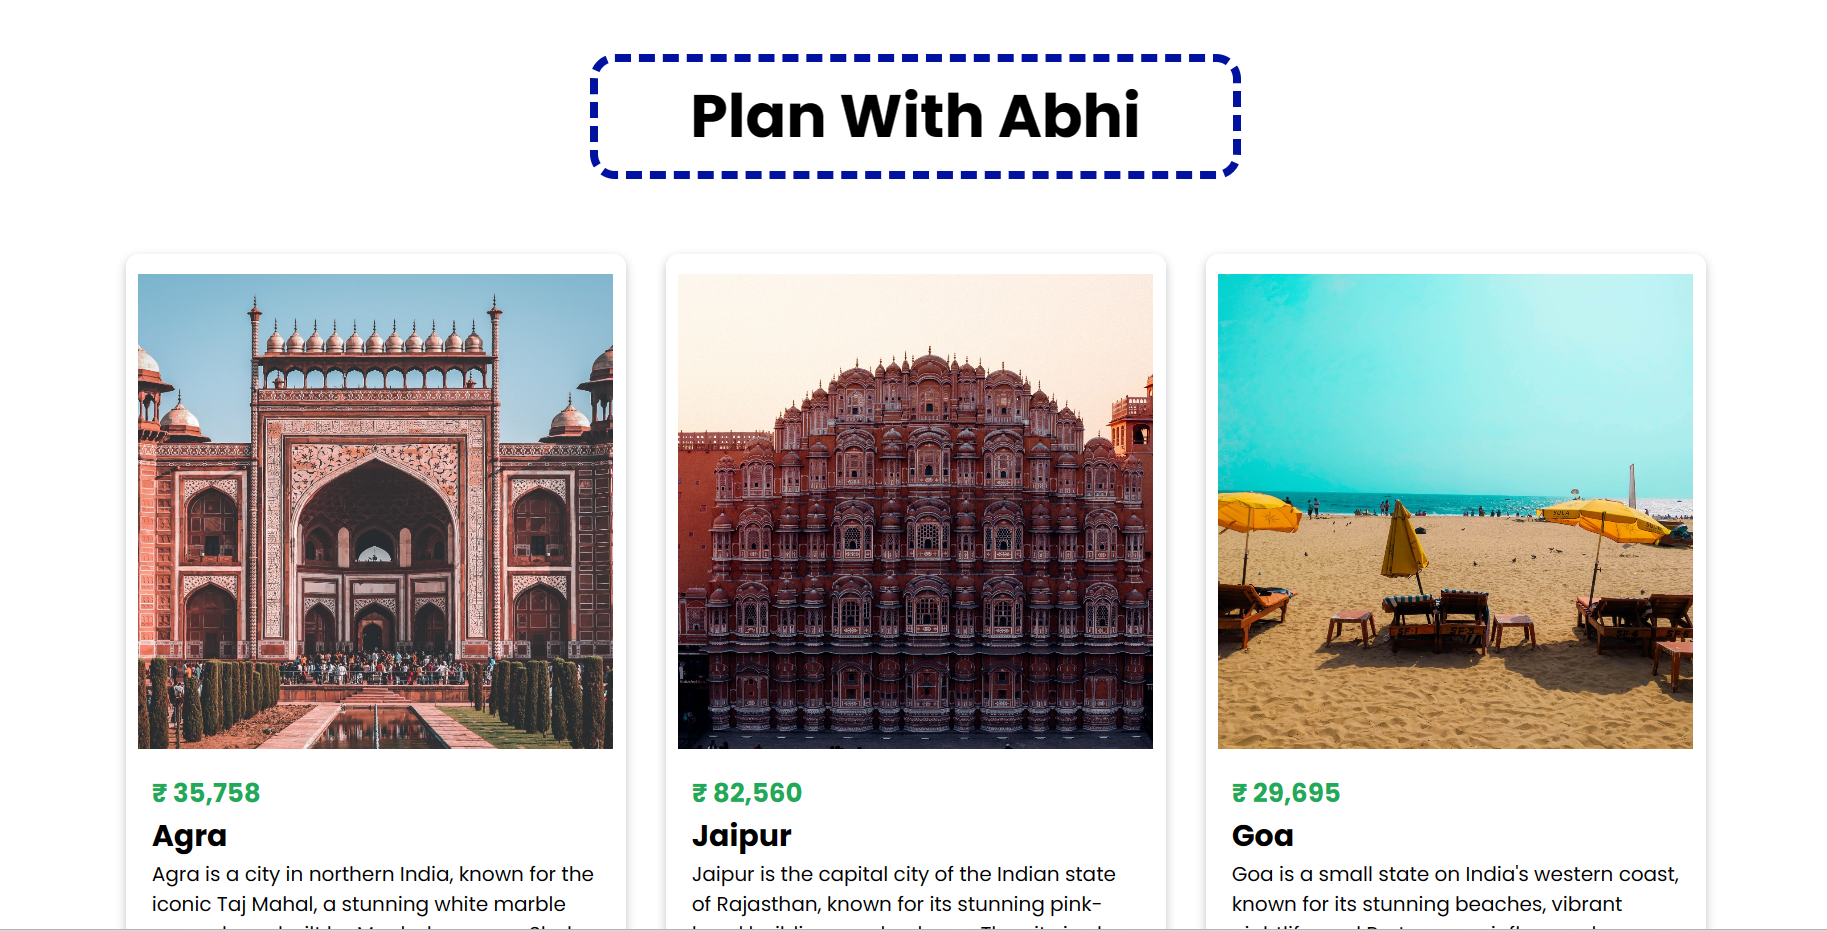 Plan With Abhi
₹ 35,758
Agra
Agra is a city in northern India, known for the
iconic Taj Mahal, a stunning white marble
₹ 82,560
Jaipur
Jaipur is the capital city of the Indian state
of Rajasthan, known for its stunning pink-
₹ 29,695
Goa
Goa is a small state on India's western coast,
known for its stunning beaches, vibrant